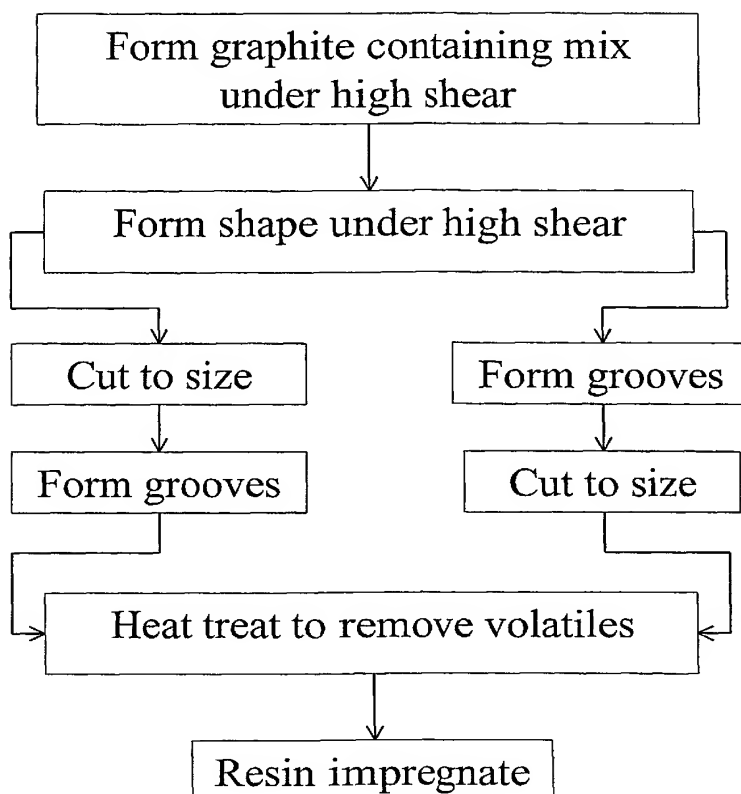 Form graphite containing mix
under high shear
Form shape under high shear
Cut to size
Form grooves
Form grooves
Cut to size
Heat treat to remove volatiles
Resin impregnate